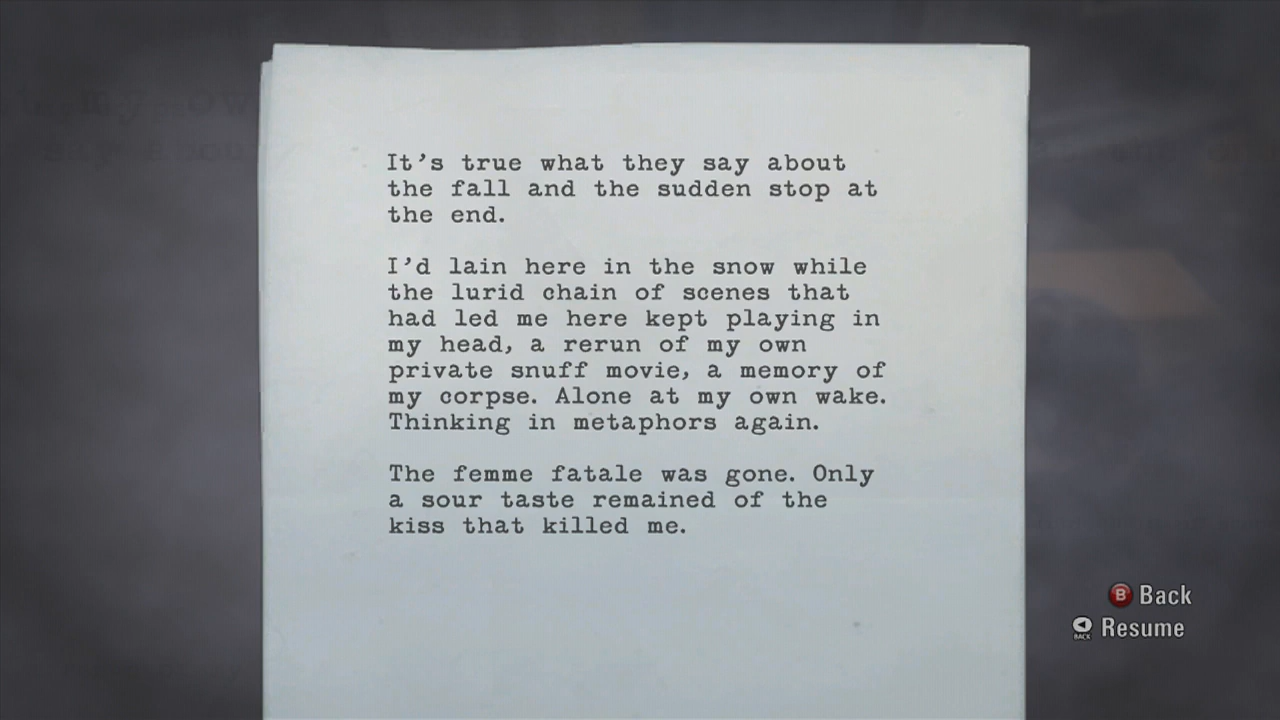 It's true what they say about
the fall and the sudden stop at
the end.
I'd lain here in the snow while
the lurid chain of scenes that
had led me here kept playing in
my head, a rerun of my own
private snuff movie, a memory of
my corpse. Alone at my own wake.
Thinking in metaphors again.
The femme fatale was gone. Only
a sour taste remained of the
kiss that killed me.
B Back
BACK Resume